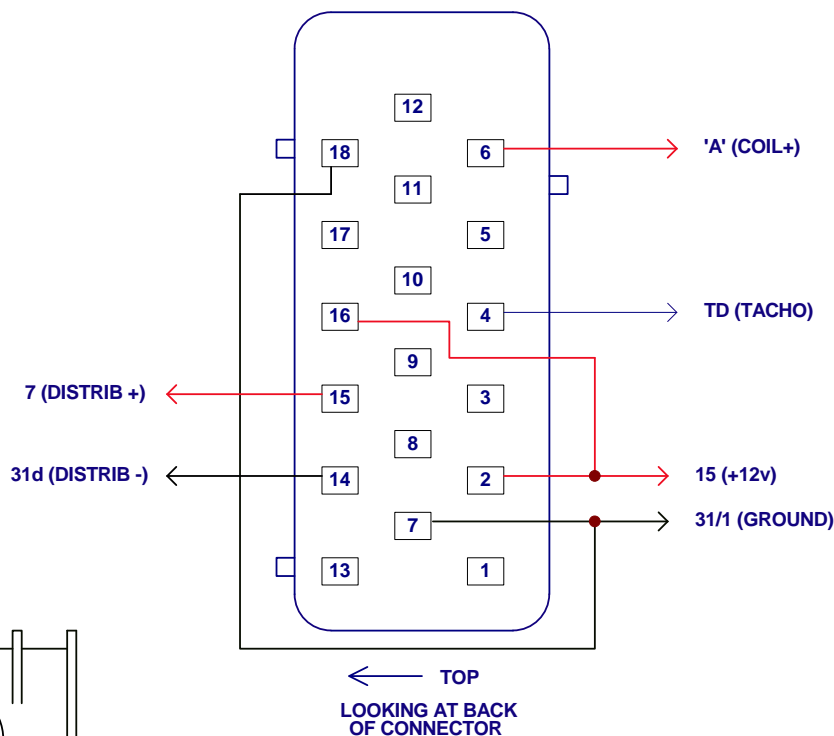 12
18
6
'A' (COIL+)
11
17
5
10
16
4
TD (TACHO)
9
7 (DISTRIB +)
15
3
8
31d (DISTRIB -)
14
2
15 (+12v)
7
31/1 (GROUND)
13
1
TOP
LOOKING AT BACK
OF CONNECTOR